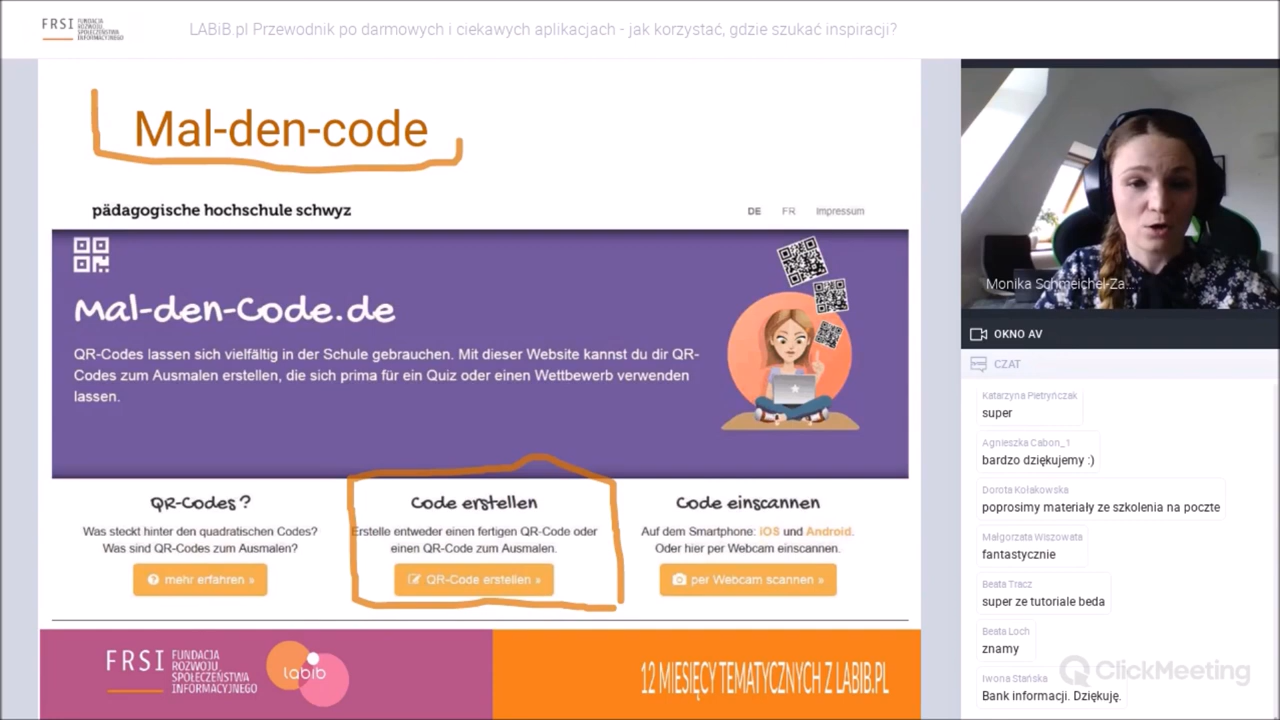 FRSI FUNDACJA ROZWOJU SPOŁECZEŃSTWA INFORMACYJNEGO
LABiB.pl Przewodnik po darmowych i ciekawych aplikacjach - jak korzystać, gdzie szukać inspiracji?
Mal-den-code
pädagogische hochschule schwyz
DE FR Impressum
Mal-den-Code.de
QR-Codes lassen sich vielfältig in der Schule gebrauchen. Mit dieser Website kannst du dir QR-
Codes zum Ausmalen erstellen, die sich prima für ein Quiz oder einen Wettbewerb verwenden
lassen.
QR-Codes?
Was steckt hinter den quadratischen Codes?
Was sind QR-Codes zum Ausmalen?
mehr erfahren »
Code erstellen
Erstelle entweder einen fertigen QR-Code oder
einen QR-Code zum Ausmalen.
QR-Code erstellen »
Code einscannen
Auf dem Smartphone: iOS und Android.
Oder hier per Webcam einscannen.
per Webcam scannen »
FRSI FUNDACJA
ROZWOJU
SPOŁECZEŃSTWA
INFORMACYJNEGO
labib
12 MIESIĘCY TEMATYCZNYCH Z LABIB.PL
Monika Schmeichel-Za...
OKNO AV
CZAT
Katarzyna Pietryńczak
super
Agnieszka Cabon_1
bardzo dziękujemy :)
Dorota Kołakowska
poprosimy materiały ze szkolenia na poczte
Małgorzata Wiszowata
fantastycznie
Beata Tracz
super ze tutoriale beda
Beata Loch
znamy
Iwona Stańska
Bank informacji. Dziękuję.
ClickMeeting